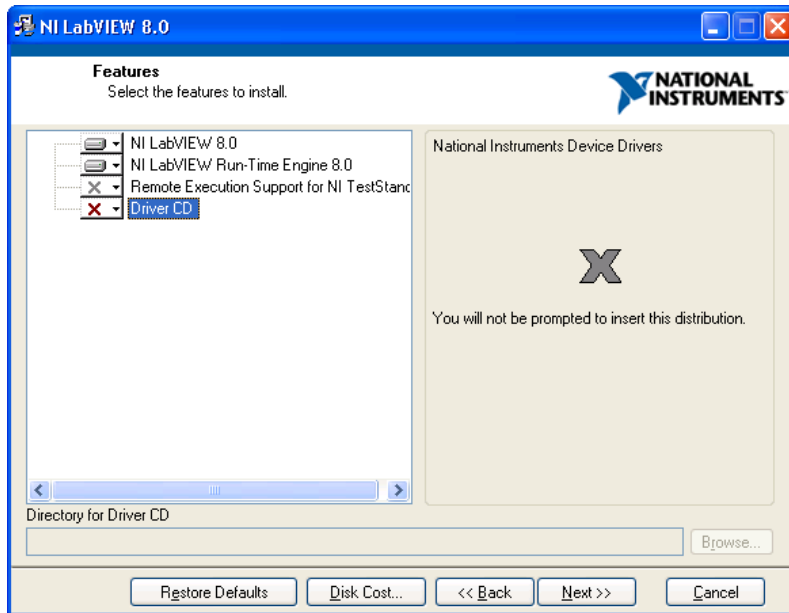 NI LabVIEW 8.0
Features
Select the features to install.
NATIONAL
INSTRUMENTS
NI LabVIEW 8.0
NI LabVIEW Run-Time Engine 8.0
Remote Execution Support for NI TestStand
Driver CD
National Instruments Device Drivers
You will not be prompted to insert this distribution.
Directory for Driver CD
Browse...
Restore Defaults
Disk Cost...
<< Back
Next >>
Cancel